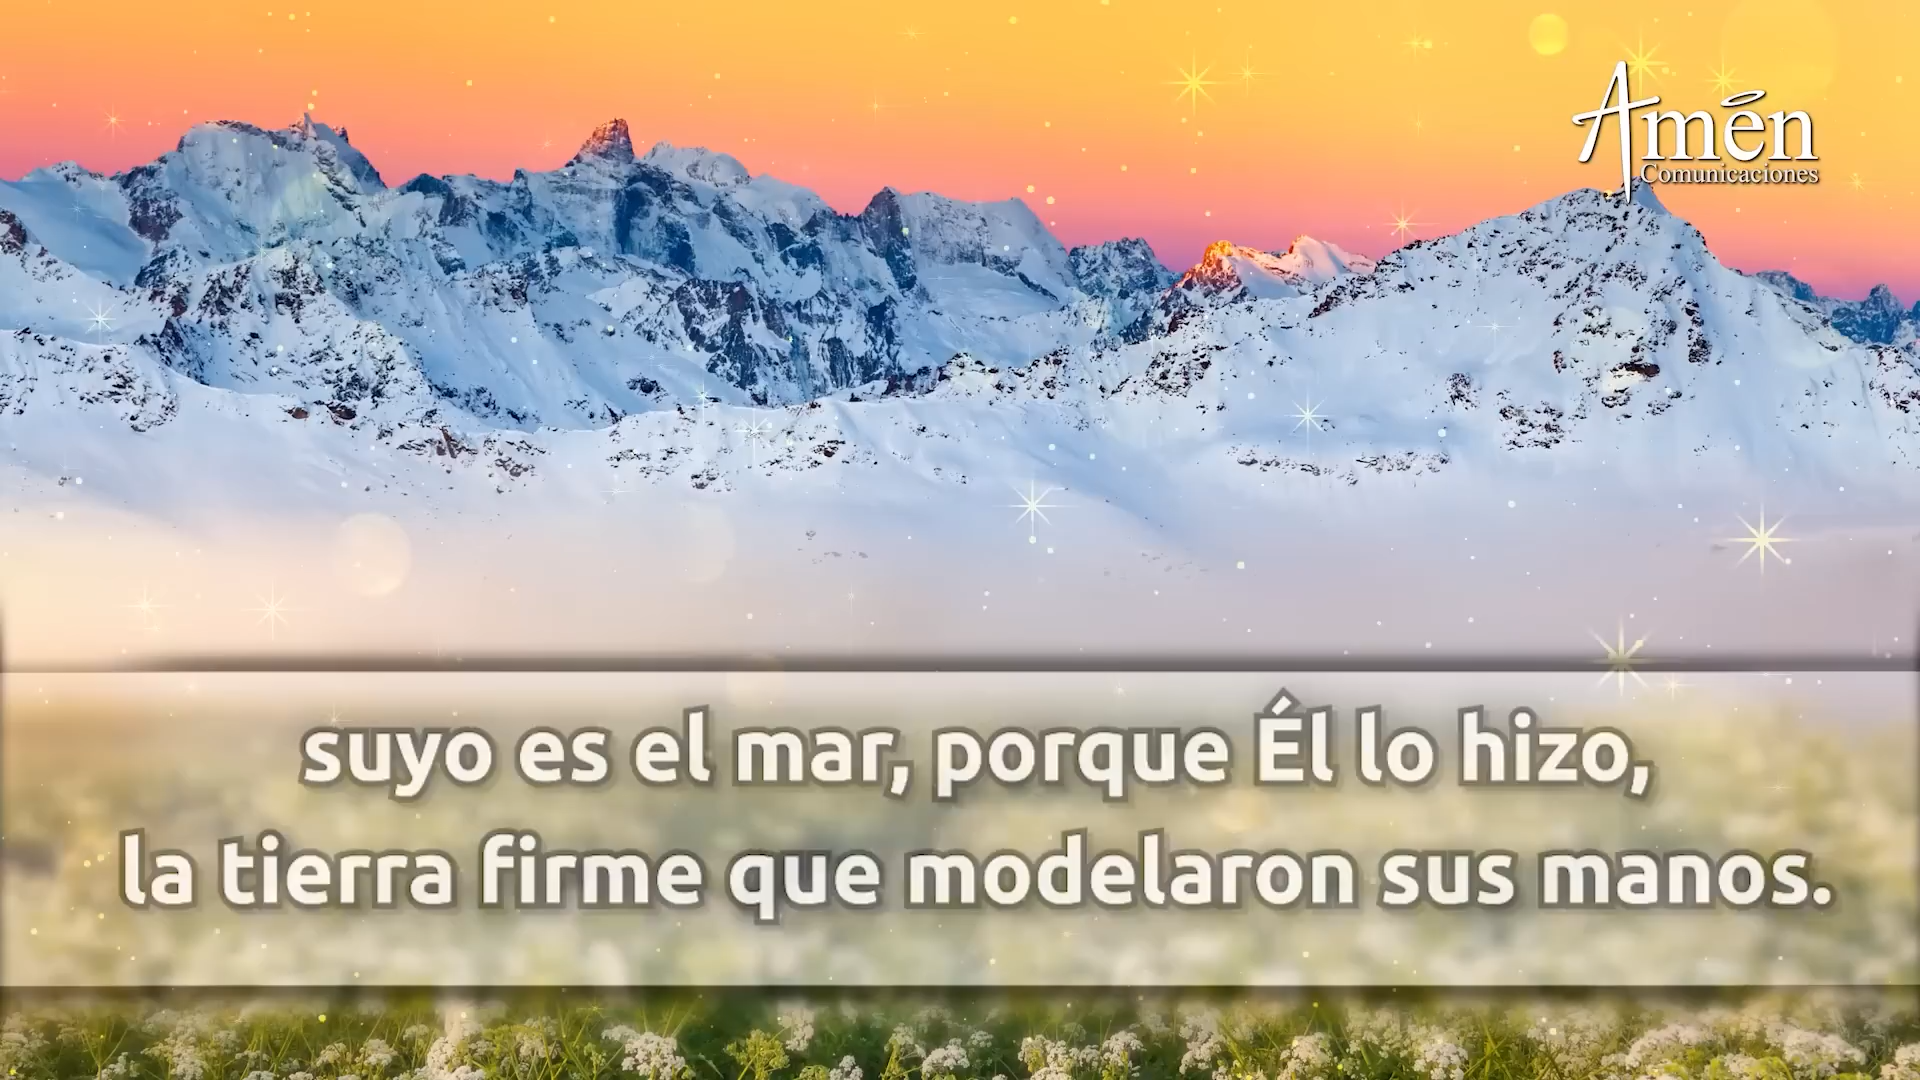 Amén
Comunicaciones
suyo es el mar, porque Él lo hizo,
la tierra firme que modelaron sus manos.